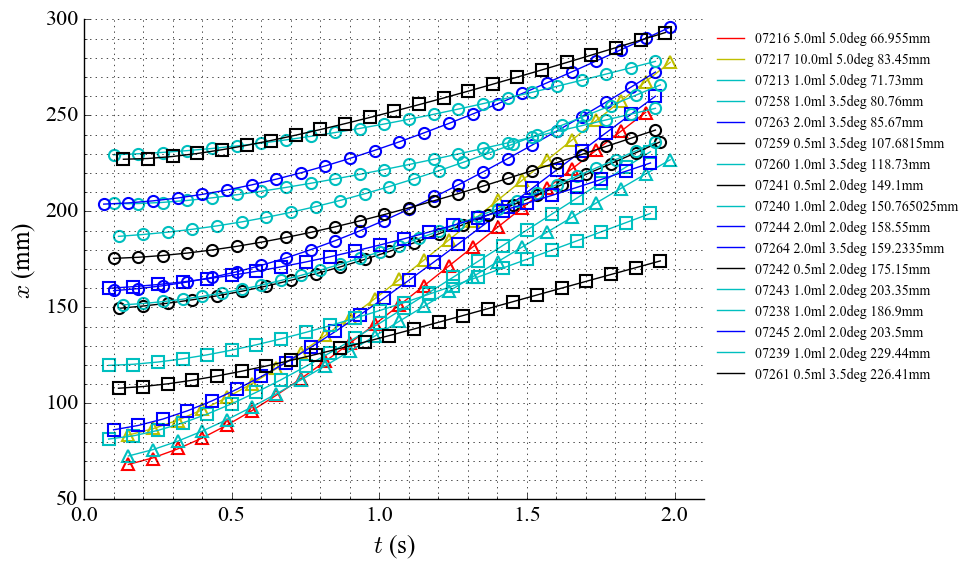 300
250
200
150
100
50
x (mm)
0.0 0.5 1.0 1.5 2.0
t (s)
07216 5.0ml 5.0deg 66.955mm
07217 10.0ml 5.0deg 83.45mm
07213 1.0ml 5.0deg 71.73mm
07258 1.0ml 3.5deg 80.76mm
07263 2.0ml 3.5deg 85.67mm
07259 0.5ml 3.5deg 107.6815mm
07260 1.0ml 3.5deg 118.73mm
07241 0.5ml 2.0deg 149.1mm
07240 1.0ml 2.0deg 150.765025mm
07244 2.0ml 2.0deg 158.55mm
07264 2.0ml 3.5deg 159.2335mm
07242 0.5ml 2.0deg 175.15mm
07243 1.0ml 2.0deg 203.35mm
07238 1.0ml 2.0deg 186.9mm
07245 2.0ml 2.0deg 203.5mm
07239 1.0ml 2.0deg 229.44mm
07261 0.5ml 3.5deg 226.41mm